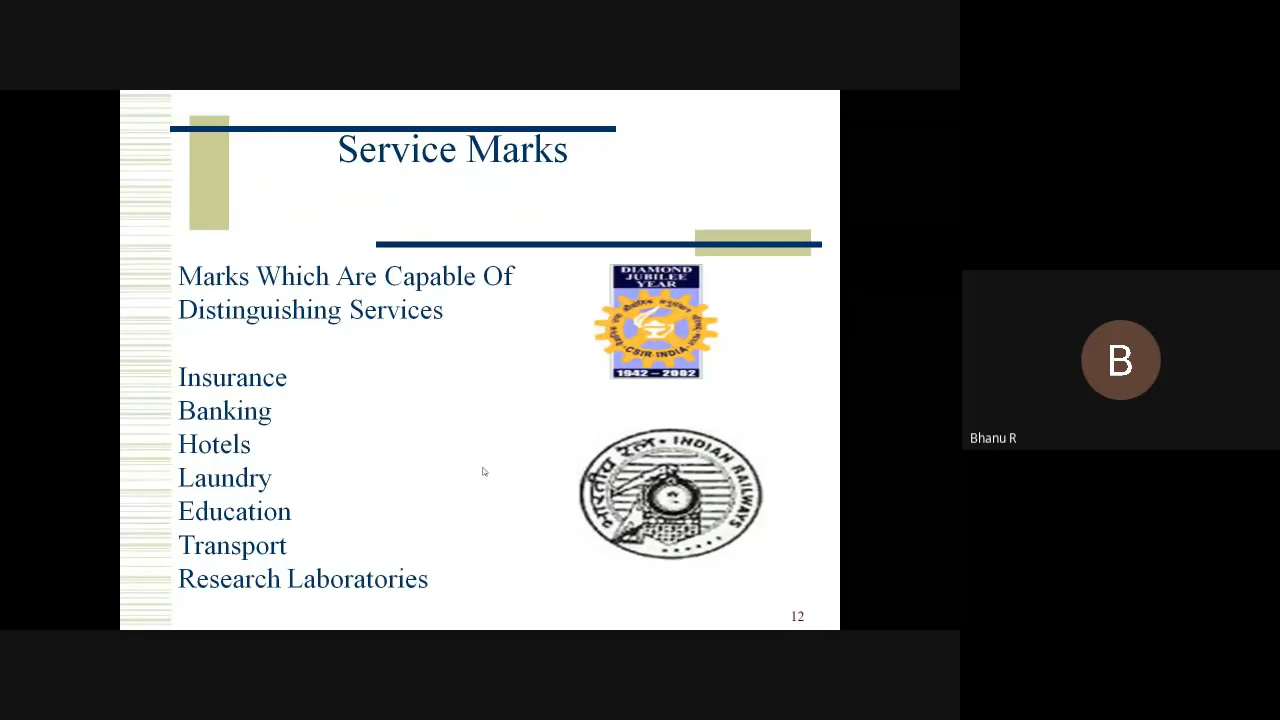 Service Marks
Marks Which Are Capable Of
Distinguishing Services
Insurance
Banking
Hotels
Laundry
Education
Transport
Research Laboratories
DIAMOND
JUBILEE
YEAR
CSIR-INDIA
1942 – 2002
भारतीय रेल
INDIAN RAILWAYS
12
B
Bhanu R